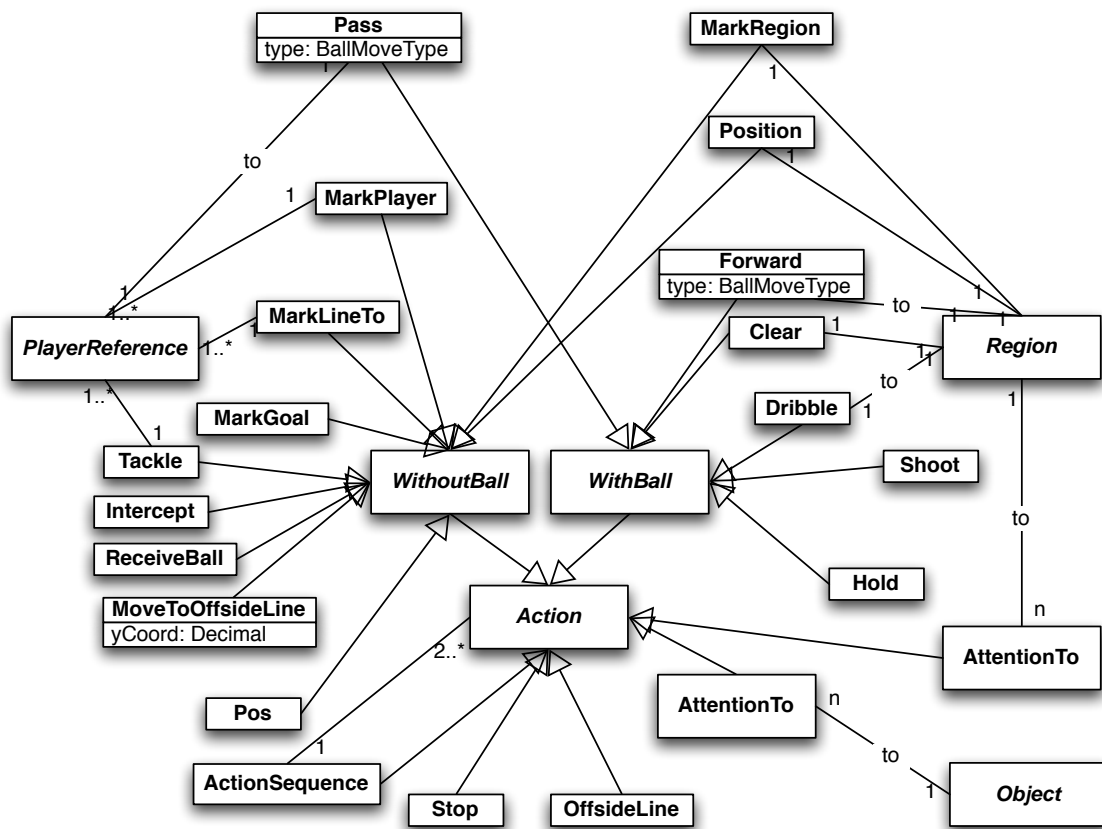 Pass
type: BallMoveType
1
MarkRegion
1
Position
1
to
1
MarkPlayer
Forward
type: BallMoveType
to
1
1
1
1
1..*
MarkLineTo
1
1..*
PlayerReference
Clear
1
1
1
Region
to
1..*
1
MarkGoal
Dribble
1
1
Tackle
WithoutBall
WithBall
Shoot
Intercept
to
ReceiveBall
Hold
MoveToOffsideLine
yCoord: Decimal
Action
2..*
n
AttentionTo
AttentionTo
n
Pos
1
to
ActionSequence
1
Object
Stop
OffsideLine